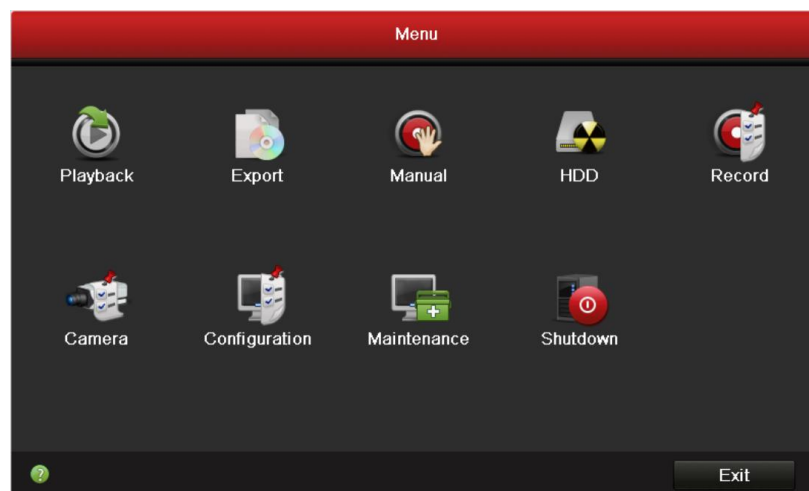 Menu
Playback
Export
Manual
HDD
Record
Camera
Configuration
Maintenance
Shutdown
?
Exit